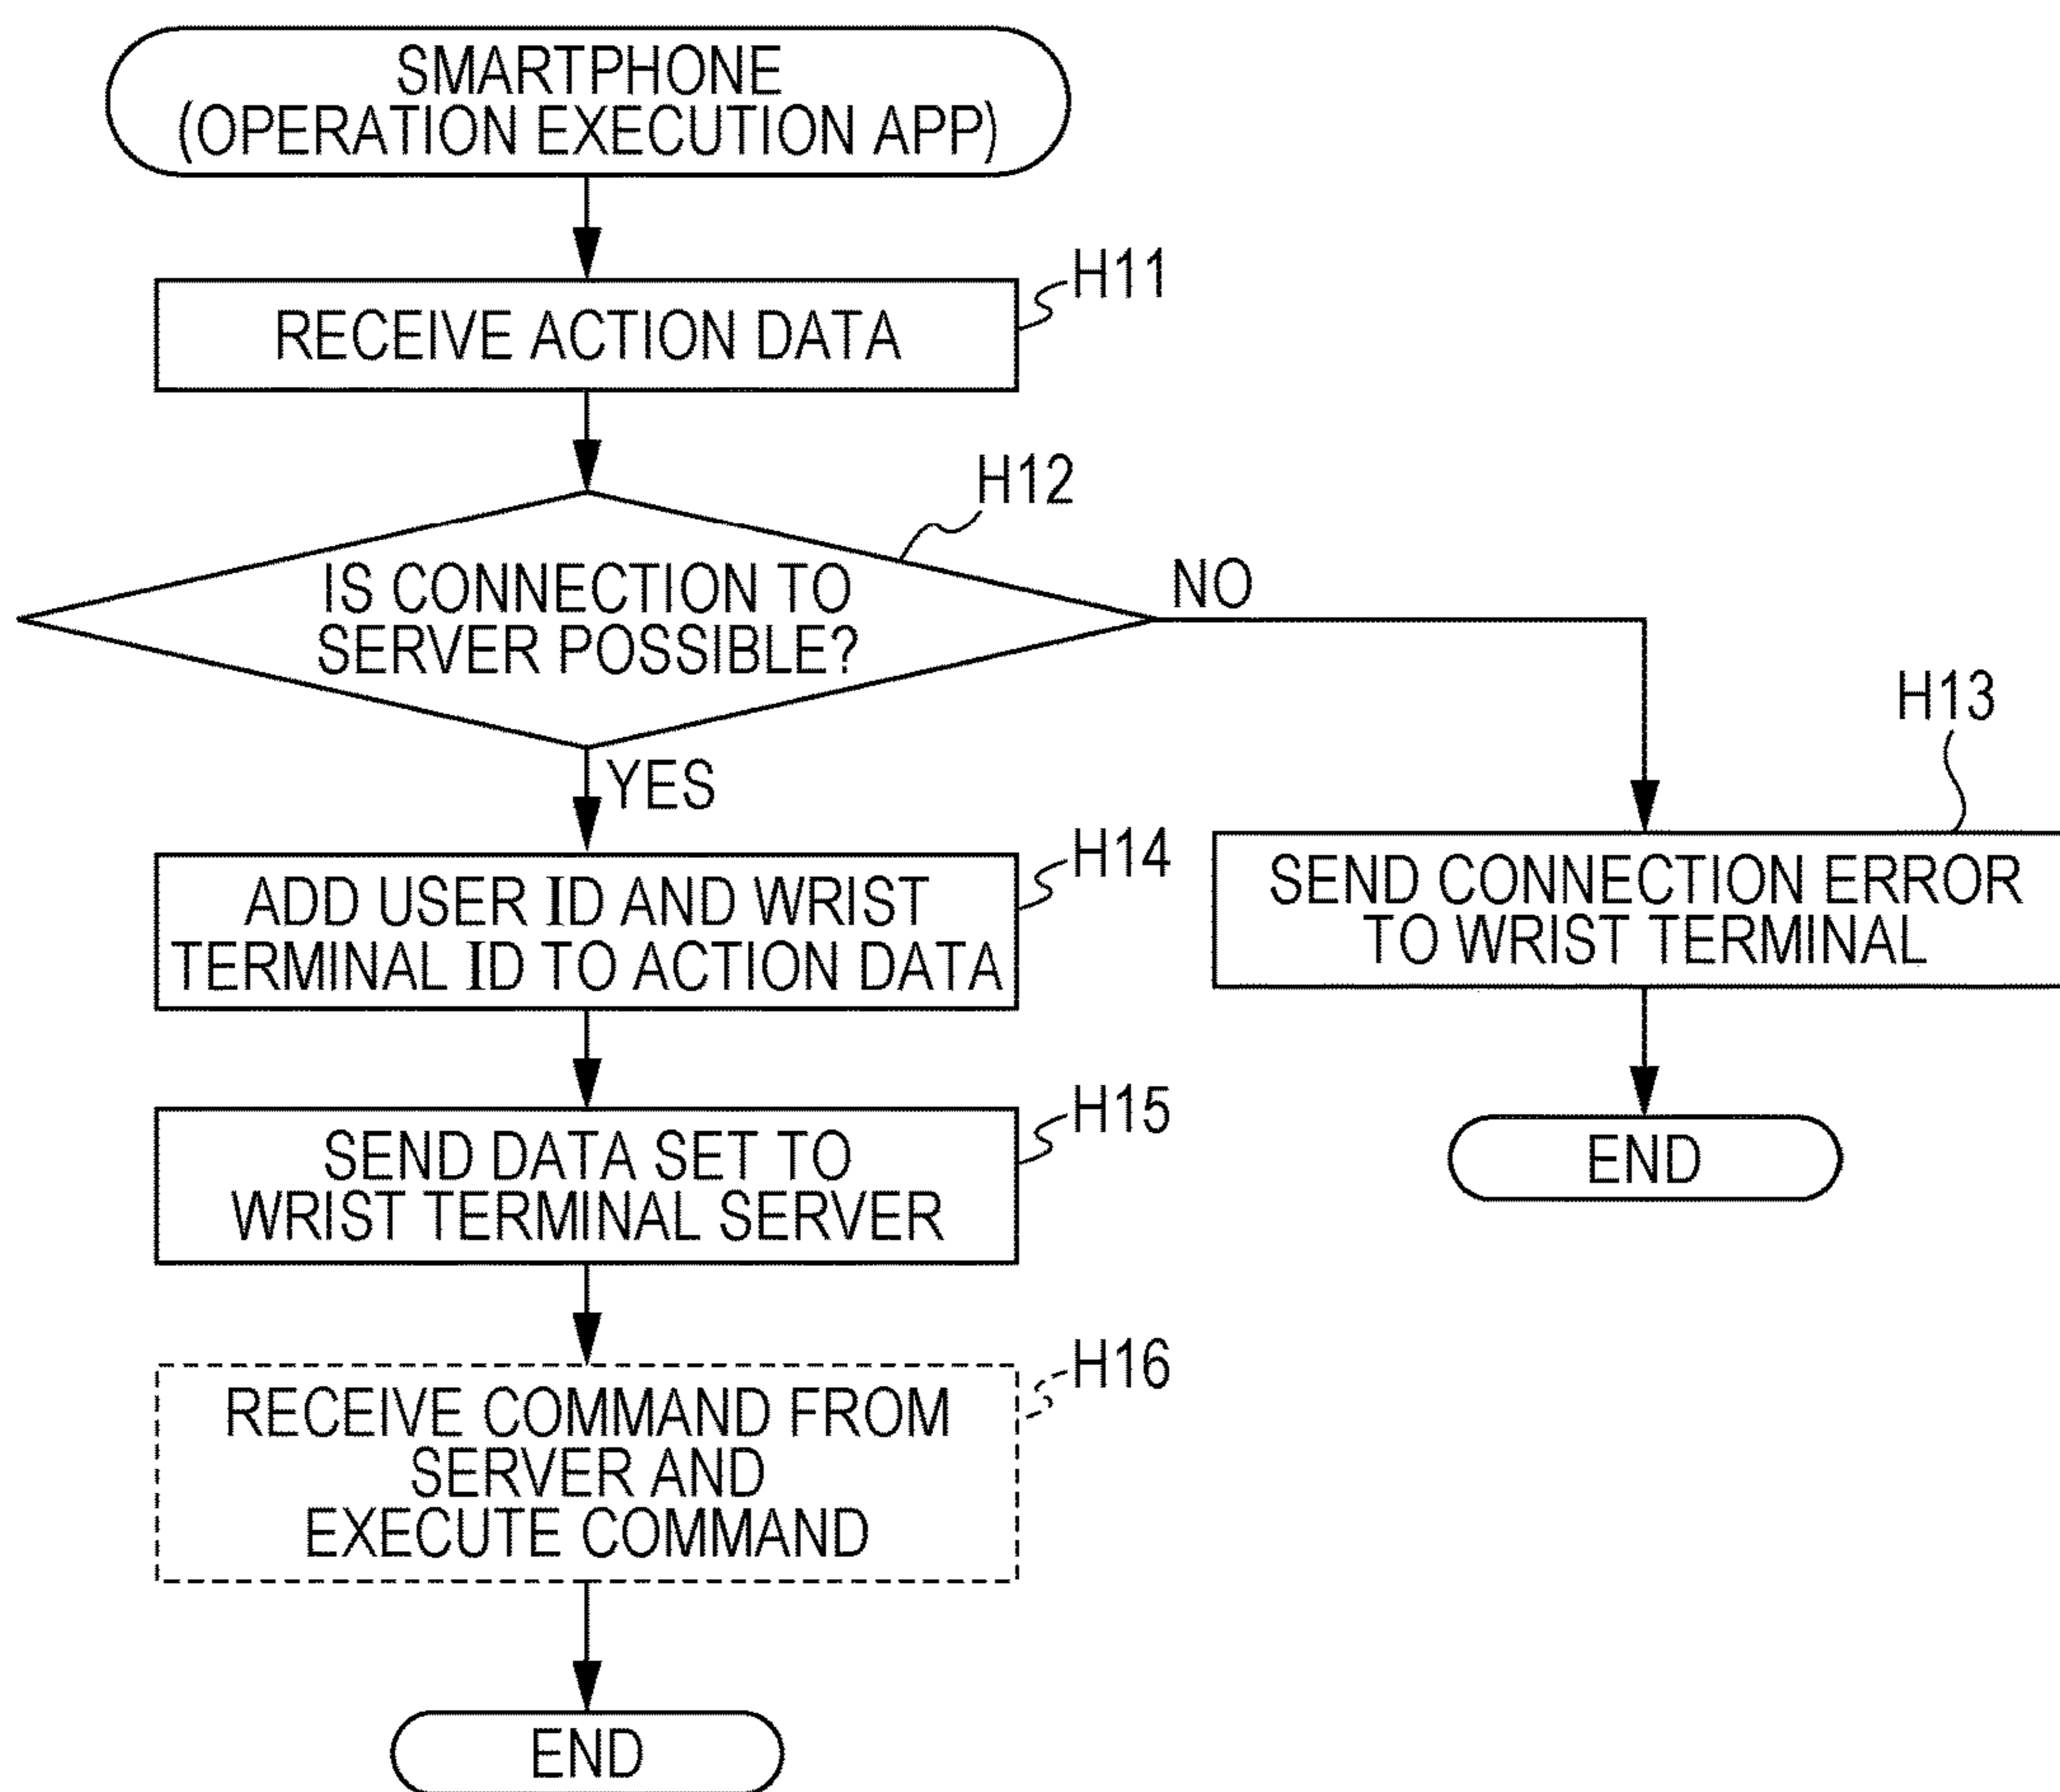 SMARTPHONE
(OPERATION EXECUTION APP)
H11
RECEIVE ACTION DATA
H12
IS CONNECTION TO
SERVER POSSIBLE?
NO
YES
H13
SEND CONNECTION ERROR
TO WRIST TERMINAL
END
H14
ADD USER ID AND WRIST
TERMINAL ID TO ACTION DATA
H15
SEND DATA SET TO
WRIST TERMINAL SERVER
H16
RECEIVE COMMAND FROM
SERVER AND
EXECUTE COMMAND
END